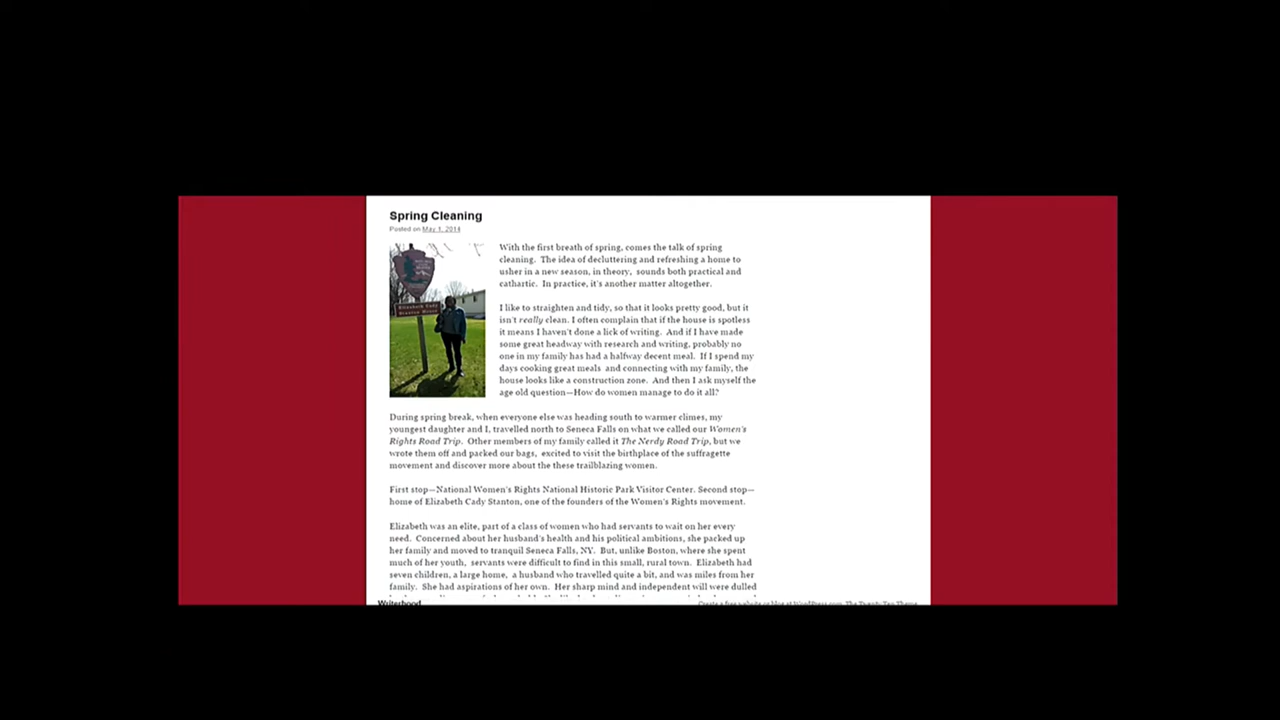 Spring Cleaning
Posted on May 1, 2014
With the first breath of spring, comes the talk of spring
cleaning. The idea of decluttering and refreshing a home to
usher in a new season, in theory, sounds both practical and
cathartic. In practice, it's another matter altogether.
I like to straighten and tidy, so that it looks pretty good, but it
isn't really clean. I often complain that if the house is spotless
it means I haven't done a lick of writing. And if I have made
some great headway with research and writing, probably no
one in my family has had a halfway decent meal. If I spend my
days cooking great meals and connecting with my family, the
house looks like a construction zone. And then I ask myself the
age old question—How do women manage to do it all?
Elizabeth Cady
Stanton House
During spring break, when everyone else was heading south to warmer climes, my
youngest daughter and I, travelled north to Seneca Falls on what we called our Women's
Rights Road Trip. Other members of my family called it The Nerdy Road Trip, but we
wrote them off and packed our bags, excited to visit the birthplace of the suffragette
movement and discover more about the these trailblazing women.
First stop—National Women's Rights National Historic Park Visitor Center. Second stop—
home of Elizabeth Cady Stanton, one of the founders of the Women's Rights movement.
Elizabeth was an elite, part of a class of women who had servants to wait on her every
need. Concerned about her husband's health and his political ambitions, she packed up
her family and moved to tranquil Seneca Falls, NY. But, unlike Boston, where she spent
much of her youth, servants were difficult to find in this small, rural town. Elizabeth had
seven children, a large home, a husband who travelled quite a bit, and was miles from her
family. She had aspirations of her own. Her sharp mind and independent will were dulled
Writerhood
Create a free website or blog at WordPress.com. The Twenty Ten Theme.